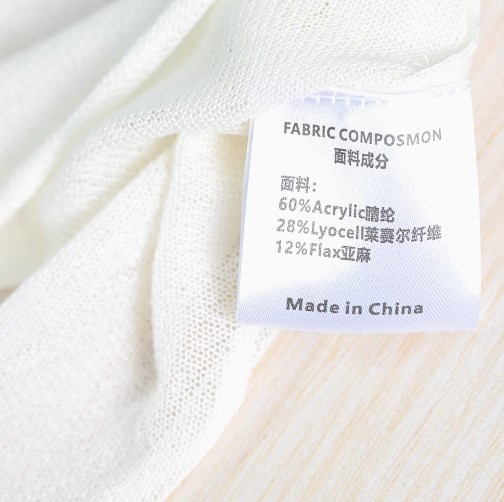 FABRIC COMPOSMON
面料成分
面料：
60%Acrylic腈纶
28%Lyocell莱赛尔纤维
12%Flax亚麻
Made in China